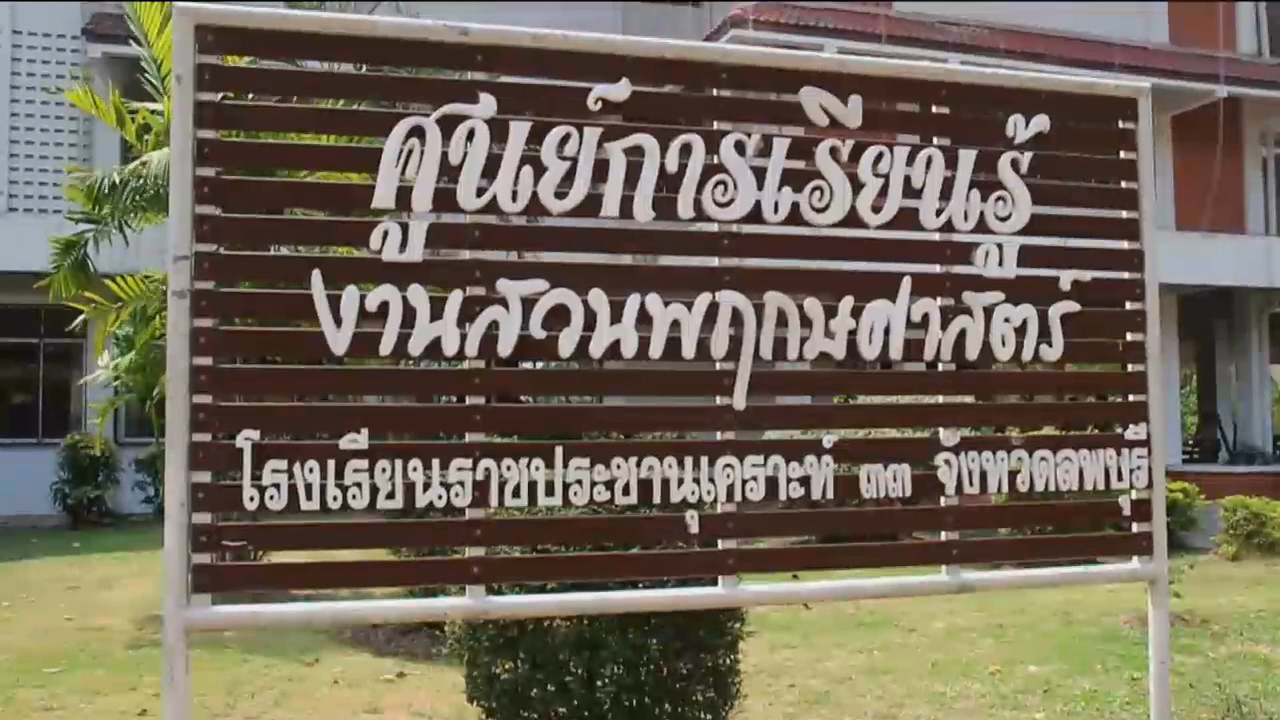 ศูนย์การเรียนรู้
งานสวนพฤกษศาสตร์
โรงเรียนราชประชานุเคราะห์ ๓๓ จังหวัดลพบุรี